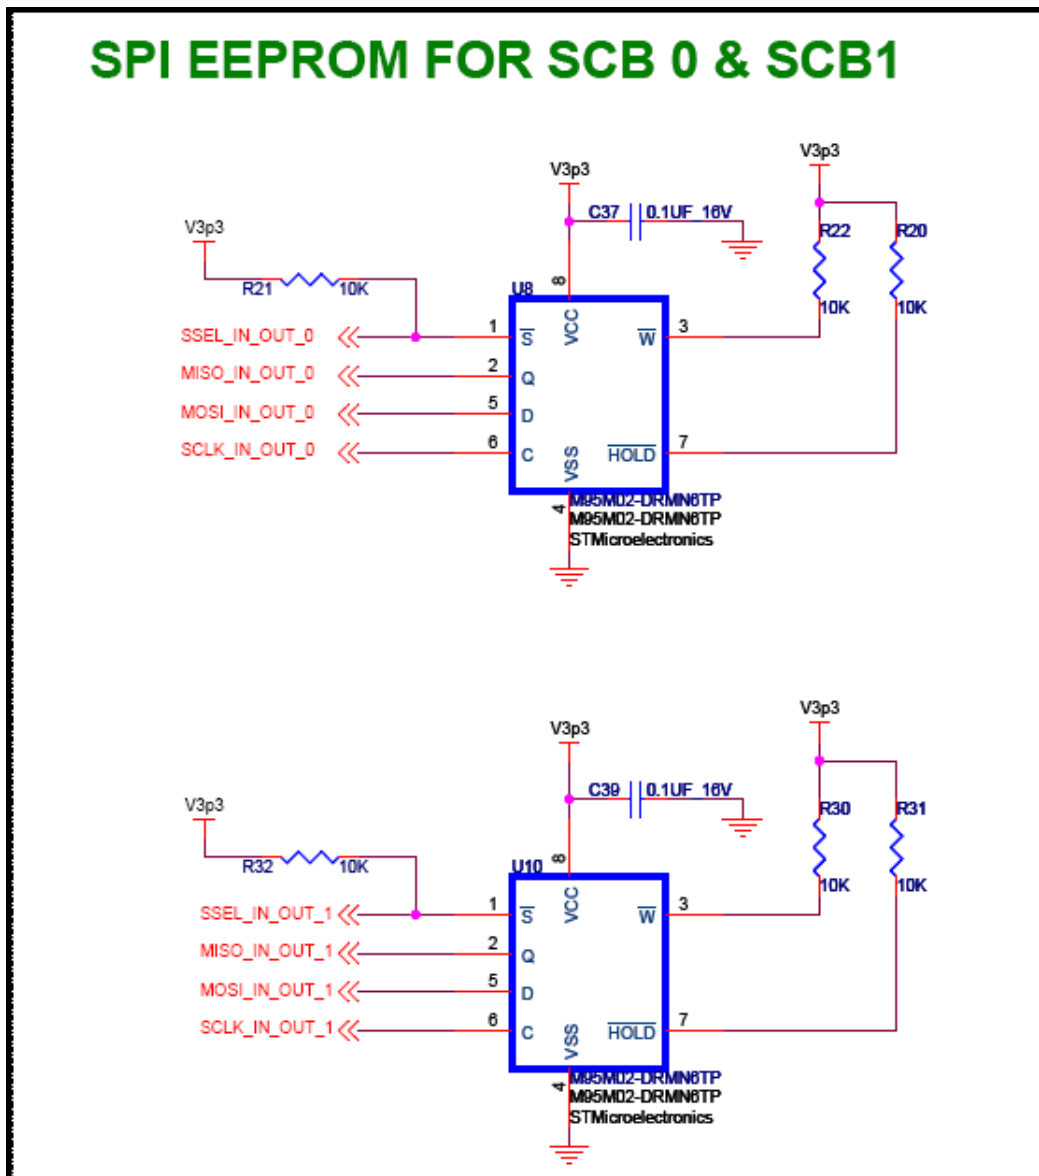 SPI EEPROM FOR SCB 0 & SCB1
V3p3
V3p3
C37 0.1UF_16V
V3p3
R22 R20
R21 10K
8
U8
10K 10K
SSEL_IN_OUT_0 1 S VCC W 3
MISO_IN_OUT_0 2 Q
MOSI_IN_OUT_0 5 D
SCLK_IN_OUT_0 6 C VSS HOLD 7
4
M95M02-DRMN6TP
M95M02-DRMN6TP
STMicroelectronics
V3p3
V3p3
C39 0.1UF_16V
V3p3
R30 R31
R32 10K
8
U10
10K 10K
SSEL_IN_OUT_1 1 S VCC W 3
MISO_IN_OUT_1 2 Q
MOSI_IN_OUT_1 5 D
SCLK_IN_OUT_1 6 C VSS HOLD 7
4
M95M02-DRMN6TP
M95M02-DRMN6TP
STMicroelectronics